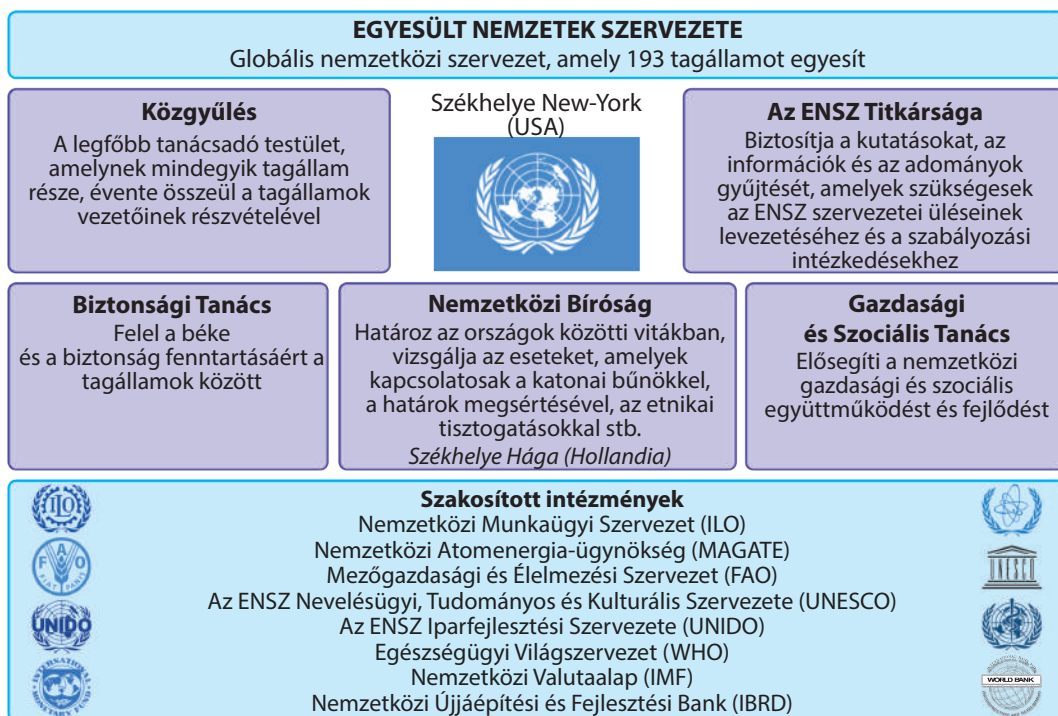 EGYESÜLT NEMZETEK SZERVEZETE
Globális nemzetközi szervezet, amely 193 tagállamot egyesít
Közgyűlés
A legfőbb tanácsadó testület,
amelynek mindegyik tagállam
része, évente összeül a tagállamok
vezetőinek részvételével
Székhelye New-York
(USA)
Az ENSZ Titkársága
Biztosítja a kutatásokat, az
információk és az adományok
gyűjtését, amelyek szükségesek
az ENSZ szervezetei üléseinek
levezetéséhez és a szabályozási
intézkedésekhez
Biztonsági Tanács
Felel a béke
és a biztonság fenntartásáért a
tagállamok között
Nemzetközi Bíróság
Határoz az országok közötti vitákban,
vizsgálja az eseteket, amelyek
kapcsolatosak a katonai bűnökkel,
a határok megsértésével, az etnikai
tisztogatásokkal stb.
Székhelye Hága (Hollandia)
Gazdasági
és Szociális Tanács
Elősegíti a nemzetközi
gazdasági és szociális
együttműködést és fejlődést
Szakosított intézmények
Nemzetközi Munkaügyi Szervezet (ILO)
Nemzetközi Atomenergia-ügynökség (MAGATE)
Mezőgazdasági és Élelmezési Szervezet (FAO)
Az ENSZ Nevelésügyi, Tudományos és Kulturális Szervezete (UNESCO)
Az ENSZ Iparfejlesztési Szervezete (UNIDO)
Egészségügyi Világszervezet (WHO)
Nemzetközi Valutaalap (IMF)
Nemzetközi Újjáépítési és Fejlesztési Bank (IBRD)
ILO
FAO
FIAT PANIS
UNIDO
INTERNATIONAL MONETARY FUND
UNESCO
WORLD BANK